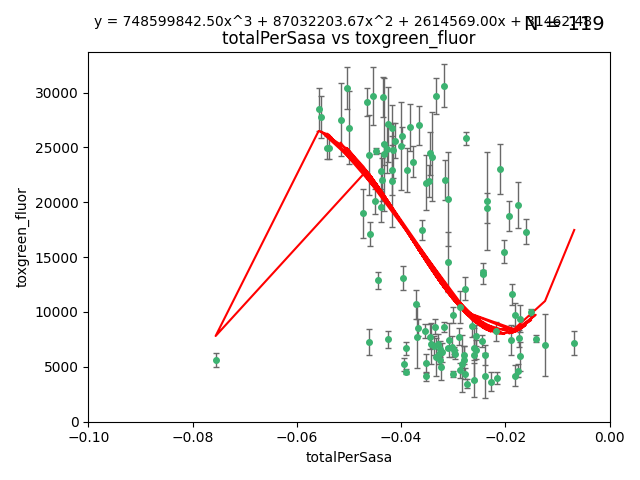 y = 748599842.50x^3 + 87032203.67x^2 + 2614569.00x +
N = 119
totalPerSasa vs toxgreen_fluor
30000
25000
20000
15000
10000
5000
0
toxgreen_fluor
−0.10 −0.08 −0.06 −0.04 −0.02 0.00
totalPerSasa